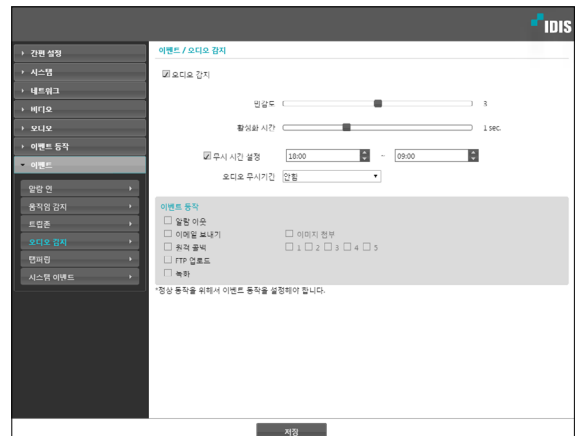 IDIS
간편 설정
시스템
네트워크
비디오
오디오
이벤트 동작
이벤트
알람 인
움직임 감지
트립존
오디오 감지
탬퍼링
시스템 이벤트
이벤트 / 오디오 감지
오디오 감지
민감도 8
활성화 시간 1 sec.
무시 시간 설정 18:00 ~ 09:00
오디오 무시기간 안함
이벤트 동작
알람 아웃
이메일 보내기 이미지 첨부
원격 콜백 1 2 3 4 5
FTP 업로드
녹화
*정상 동작을 위해서 이벤트 동작을 설정해야 합니다.
저장